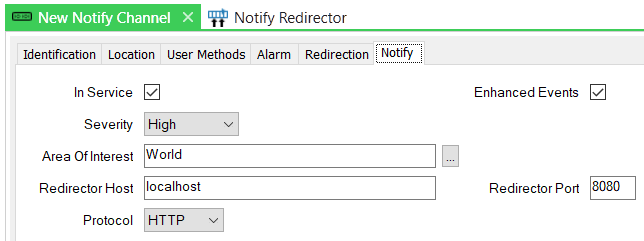 New Notify Channel Notify Redirector
Identification Location User Methods Alarm Redirection Notify
In Service Enhanced Events
Severity High
Area Of Interest World ...
Redirector Host localhost Redirector Port 8080
Protocol HTTP